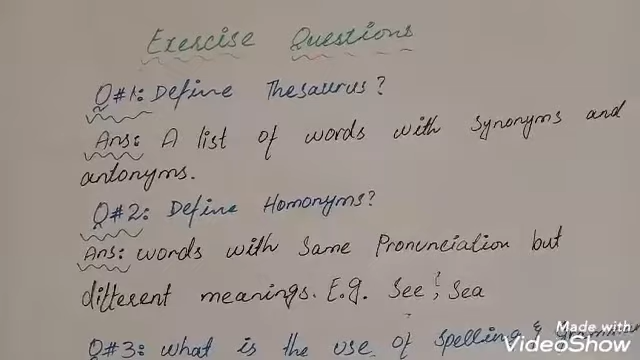 Exercise Questions
Q#1: Define Thesaurus?
Ans: A list of words with synonyms and
antonyms.
Q#2: Define Homonyms?
Ans: words with same Pronunciation but
different meanings. E.g. See, Sea
Q#3: what is the use of spelling &
Made with
VideoShow